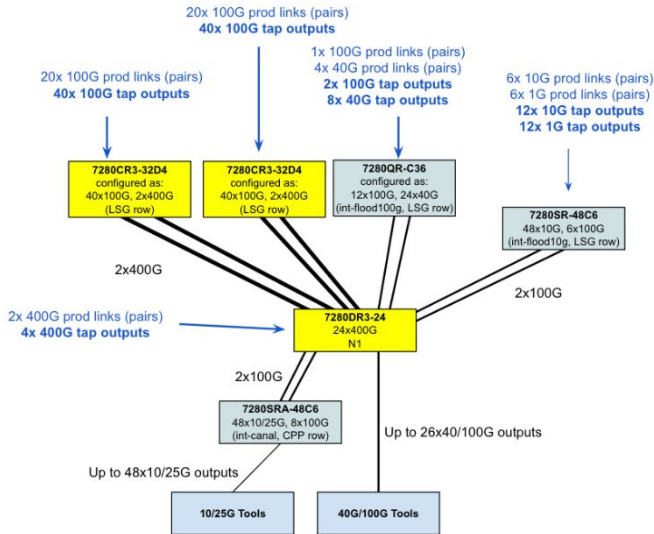 20x 100G prod links (pairs)
40x 100G tap outputs
20x 100G prod links (pairs)
40x 100G tap outputs
1x 100G prod links (pairs)
4x 40G prod links (pairs)
2x 100G tap outputs
8x 40G tap outputs
6x 10G prod links (pairs)
6x 1G prod links (pairs)
12x 10G tap outputs
12x 1G tap outputs
7280CR3-32D4
configured as:
40x100G, 2x400G
(LSG row)
7280CR3-32D4
configured as:
40x100G, 2x400G
(LSG row)
7280QR-C36
configured as:
12x100G, 24x40G
(int-flood100g, LSG row)
7280SR-48C6
48x10G, 6x100G
(int-flood10g, LSG row)
2x400G
2x100G
2x 400G prod links (pairs)
4x 400G tap outputs
7280DR3-24
24x400G
N1
2x100G
7280SRA-48C6
48x10/25G, 8x100G
(int-canal, CPP row)
Up to 26x40/100G outputs
Up to 48x10/25G outputs
10/25G Tools
40G/100G Tools